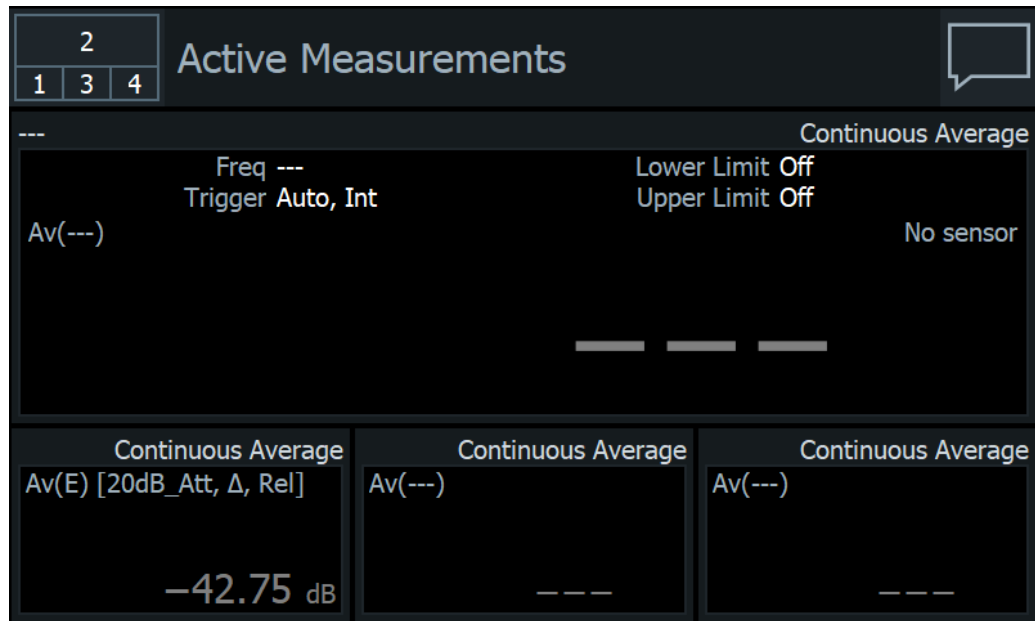 2
Active Measurements
1 3 4
--- Continuous Average
Freq --- Lower Limit Off
Trigger Auto, Int Upper Limit Off
Av(---) No sensor
― ― ―
Continuous Average Continuous Average Continuous Average
Av(E) [20dB_Att, Δ, Rel] Av(---) Av(---)
−42.75 dB --- ---